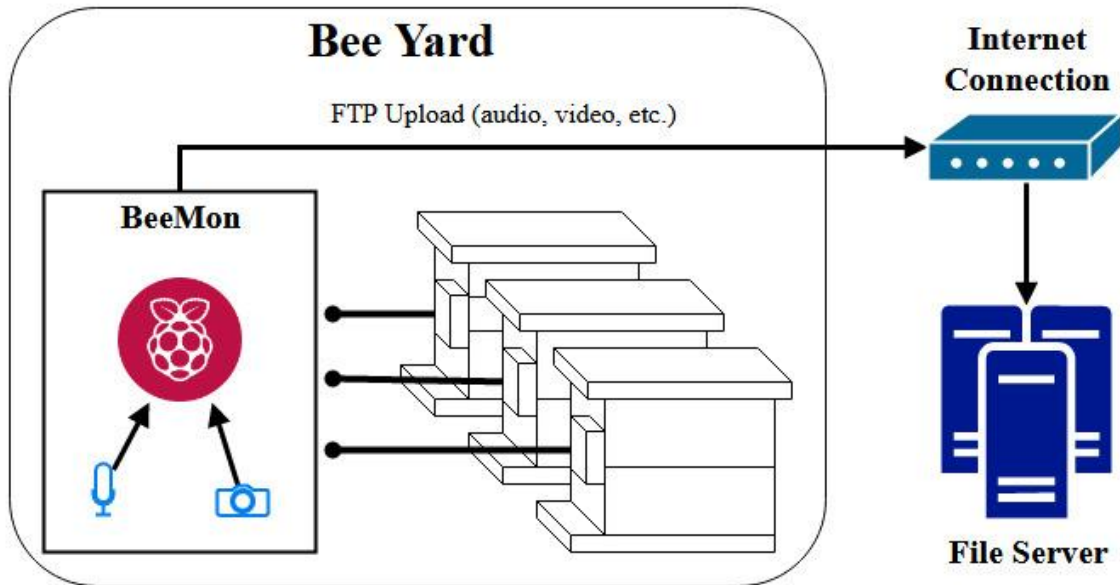 Bee Yard
FTP Upload (audio, video, etc.)
Internet
Connection
BeeMon
File Server